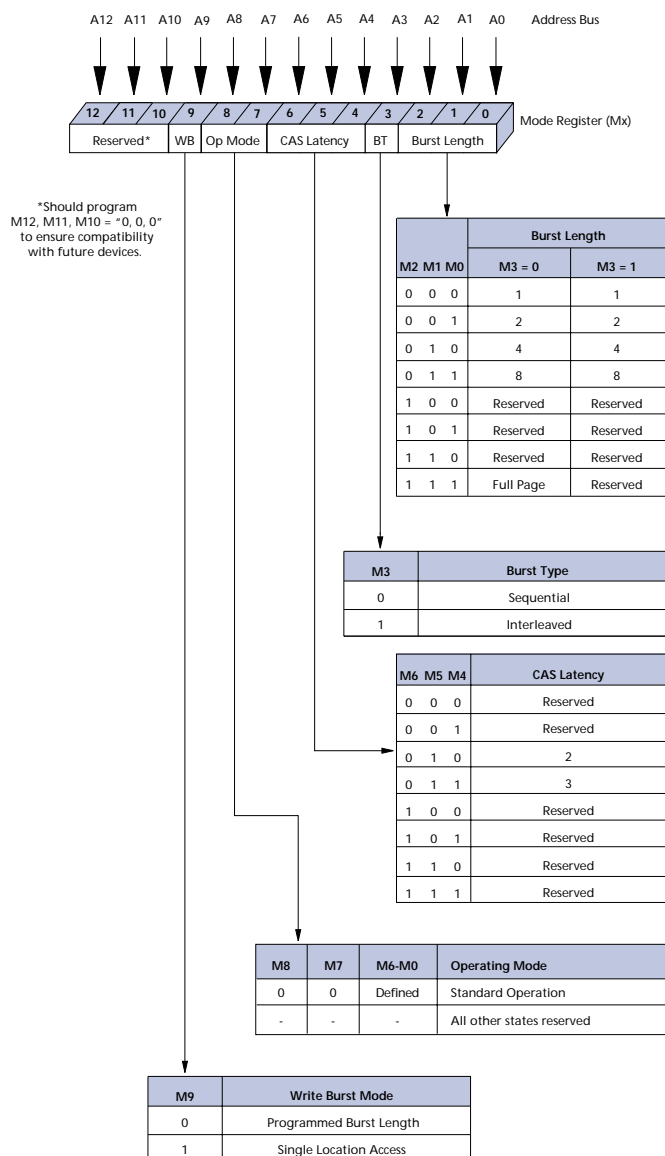 A12 A11 A10 A9 A8 A7 A6 A5 A4 A3 A2 A1 A0 Address Bus
12 11 10 9 8 7 6 5 4 3 2 1 0
Mode Register (Mx)
Reserved* WB Op Mode CAS Latency BT Burst Length
*Should program
M12, M11, M10 = “0, 0, 0”
to ensure compatibility
with future devices.
Burst Length
M2 M1 M0 M3 = 0 M3 = 1
0 0 0 1 1
0 0 1 2 2
0 1 0 4 4
0 1 1 8 8
1 0 0 Reserved Reserved
1 0 1 Reserved Reserved
1 1 0 Reserved Reserved
1 1 1 Full Page Reserved
M3 Burst Type
0 Sequential
1 Interleaved
M6 M5 M4 CAS Latency
0 0 0 Reserved
0 0 1 Reserved
0 1 0 2
0 1 1 3
1 0 0 Reserved
1 0 1 Reserved
1 1 0 Reserved
1 1 1 Reserved
M8 M7 M6-M0 Operating Mode
0 0 Defined Standard Operation
- - - All other states reserved
M9 Write Burst Mode
0 Programmed Burst Length
1 Single Location Access